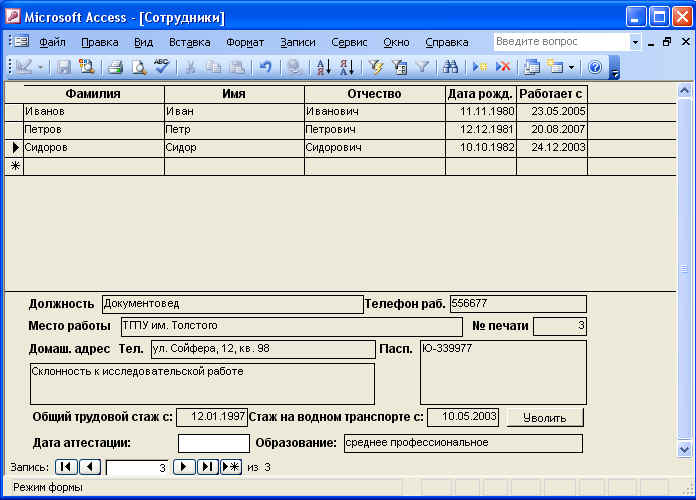 Microsoft Access - [Сотрудники]
Файл Правка Вид Вставка Формат Записи Сервис Окно Справка Введите вопрос
Фамилия Имя Отчество Дата рожд. Работает с
Иванов Иван Иванович 11.11.1980 23.05.2005
Петров Петр Петрович 12.12.1981 20.08.2007
Сидоров Сидор Сидорович 10.10.1982 24.12.2003
Должность Документовед Телефон раб. 556677
Место работы ТГПУ им. Толстого № печати 3
Домаш. адрес Тел. ул. Сойфера, 12, кв. 98 Пасп. Ю-339977
Склонность к исследовательской работе
Общий трудовой стаж с: 12.01.1997 Стаж на водном транспорте с: 10.05.2003 Уволить
Дата аттестации: Образование: среднее профессиональное
Запись: 3 из 3
Режим формы